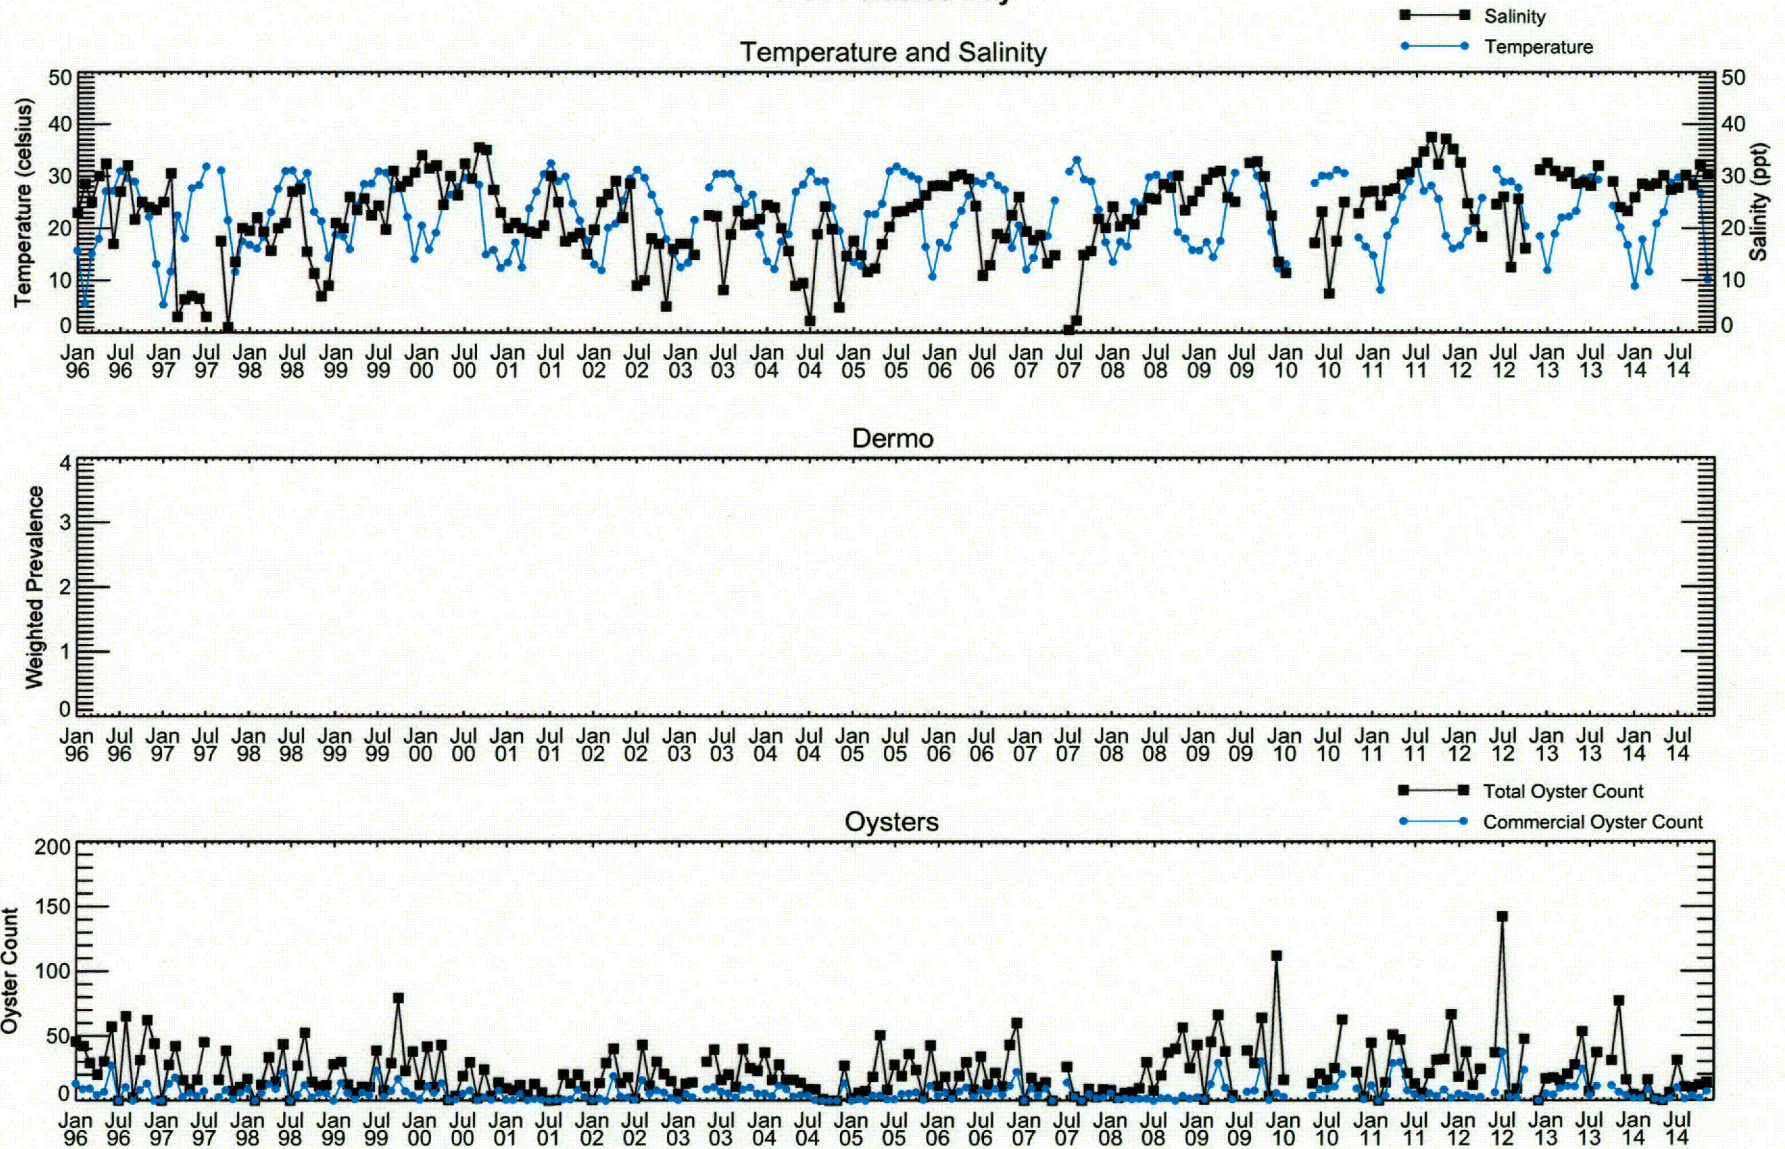 Salinity
Temperature and Salinity
Temperature
Temperature (celsius)
50
40
30
20
10
0
50
40
30
20
10
0
Salinity (ppt)
Jan Jul Jan Jul Jan Jul Jan Jul Jan Jul Jan Jul Jan Jul Jan Jul Jan Jul Jan Jul Jan Jul Jan Jul Jan Jul Jan Jul Jan Jul Jan Jul Jan Jul Jan Jul Jan Jul
96 96 97 97 98 98 99 99 00 00 01 01 02 02 03 03 04 04 05 05 06 06 07 07 08 08 09 09 10 10 11 11 12 12 13 13 14 14
Dermo
Weighted Prevalence
4
3
2
1
0
Jan Jul Jan Jul Jan Jul Jan Jul Jan Jul Jan Jul Jan Jul Jan Jul Jan Jul Jan Jul Jan Jul Jan Jul Jan Jul Jan Jul Jan Jul Jan Jul Jan Jul Jan Jul Jan Jul
96 96 97 97 98 98 99 99 00 00 01 01 02 02 03 03 04 04 05 05 06 06 07 07 08 08 09 09 10 10 11 11 12 12 13 13 14 14
Total Oyster Count
Oysters
Commercial Oyster Count
Oyster Count
200
150
100
50
0
Jan Jul Jan Jul Jan Jul Jan Jul Jan Jul Jan Jul Jan Jul Jan Jul Jan Jul Jan Jul Jan Jul Jan Jul Jan Jul Jan Jul Jan Jul Jan Jul Jan Jul Jan Jul Jan Jul
96 96 97 97 98 98 99 99 00 00 01 01 02 02 03 03 04 04 05 05 06 06 07 07 08 08 09 09 10 10 11 11 12 12 13 13 14 14